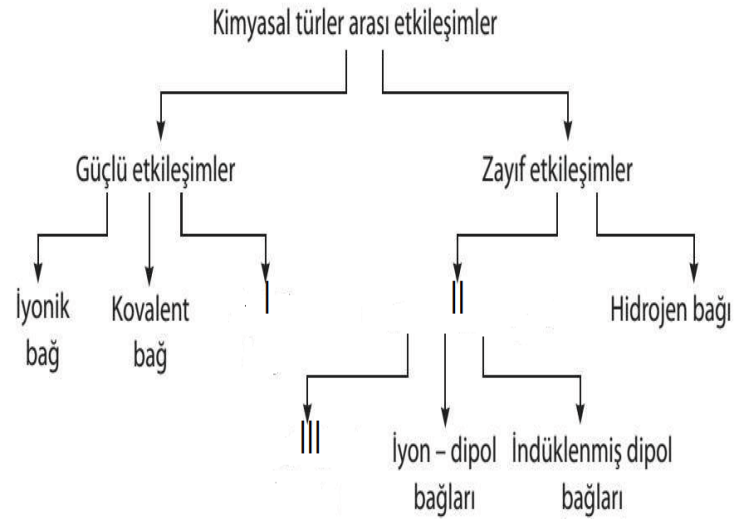 Kimyasal türler arası etkileşimler
Güçlü etkileşimler
Zayıf etkileşimler
İyonik
bağ
Kovalent
bağ
I
II
Hidrojen bağı
III
İyon – dipol
bağları
İndüklenmiş dipol
bağları